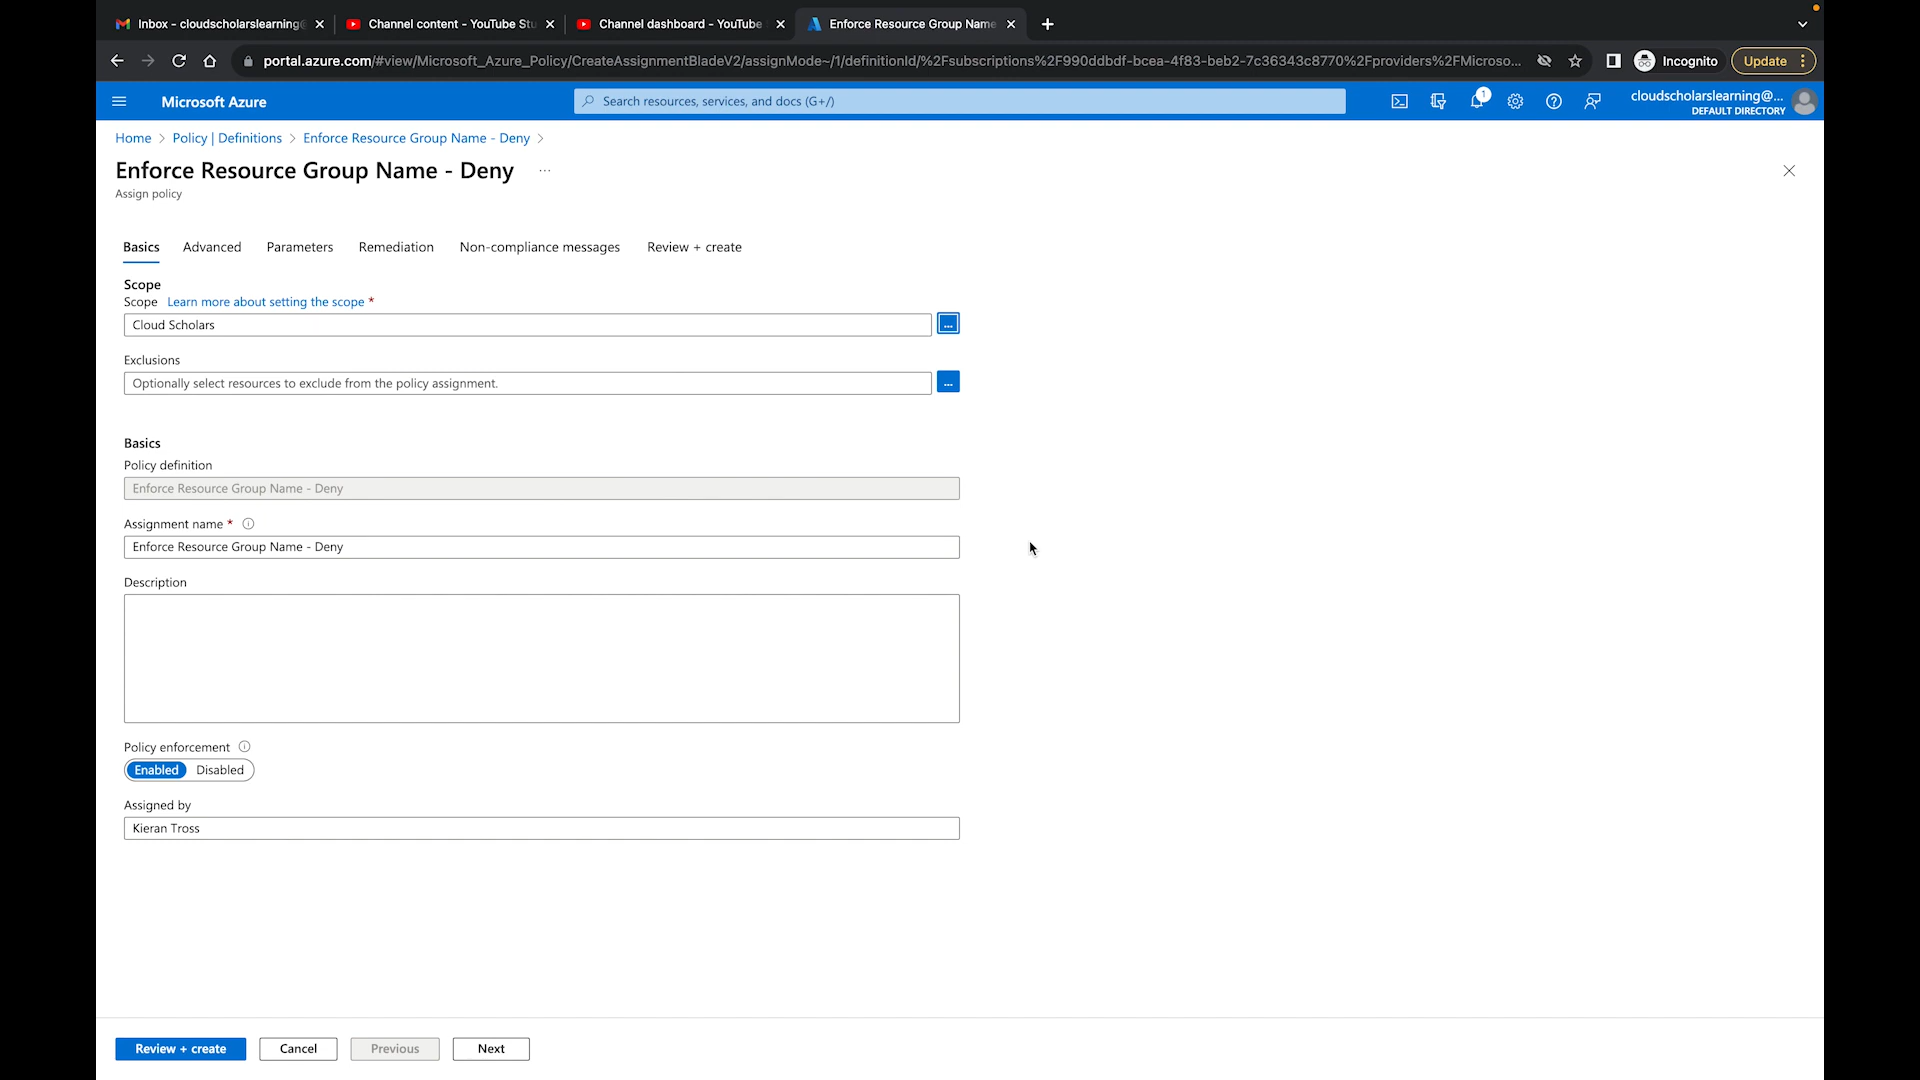 Inbox - cloudscholarslearning@
Channel content - YouTube Stu
Channel dashboard - YouTube
Enforce Resource Group Name
portal.azure.com/#view/Microsoft_Azure_Policy/CreateAssignmentBladeV2/assignMode~/1/definitionId/%2Fsubscriptions%2F990ddbdf-bcea-4f83-beb2-7c36343c8770%2Fproviders%2FMicroso...
Incognito
Update
Microsoft Azure
Search resources, services, and docs (G+/)
1
cloudscholarslearning@...
DEFAULT DIRECTORY
Home > Policy | Definitions > Enforce Resource Group Name - Deny >
Enforce Resource Group Name - Deny ...
Assign policy
Basics Advanced Parameters Remediation Non-compliance messages Review + create
Scope
Scope Learn more about setting the scope *
Cloud Scholars
...
Exclusions
Optionally select resources to exclude from the policy assignment.
...
Basics
Policy definition
Enforce Resource Group Name - Deny
Assignment name *
Enforce Resource Group Name - Deny
Description
Policy enforcement
Enabled Disabled
Assigned by
Kieran Tross
Review + create Cancel Previous Next